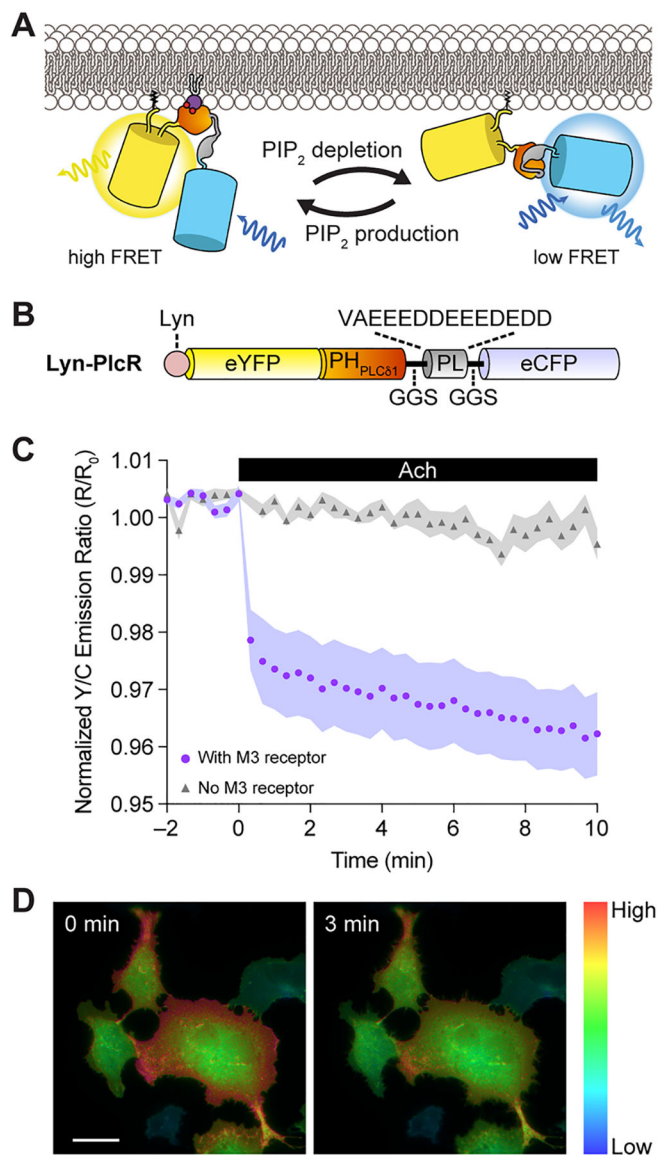 A
PIP2 depletion
PIP2 production
high FRET
low FRET
B
VAEEEDDEEEDEDD
Lyn
Lyn-PlcR
eYFP
PHPLCδ1
PL
eCFP
GGS
GGS
C
Normalized Y/C Emission Ratio (R/R0)
1.01
1.00
0.99
0.98
0.97
0.96
0.95
Ach
With M3 receptor
No M3 receptor
−2
0
2
4
6
8
10
Time (min)
D
0 min
3 min
High
Low